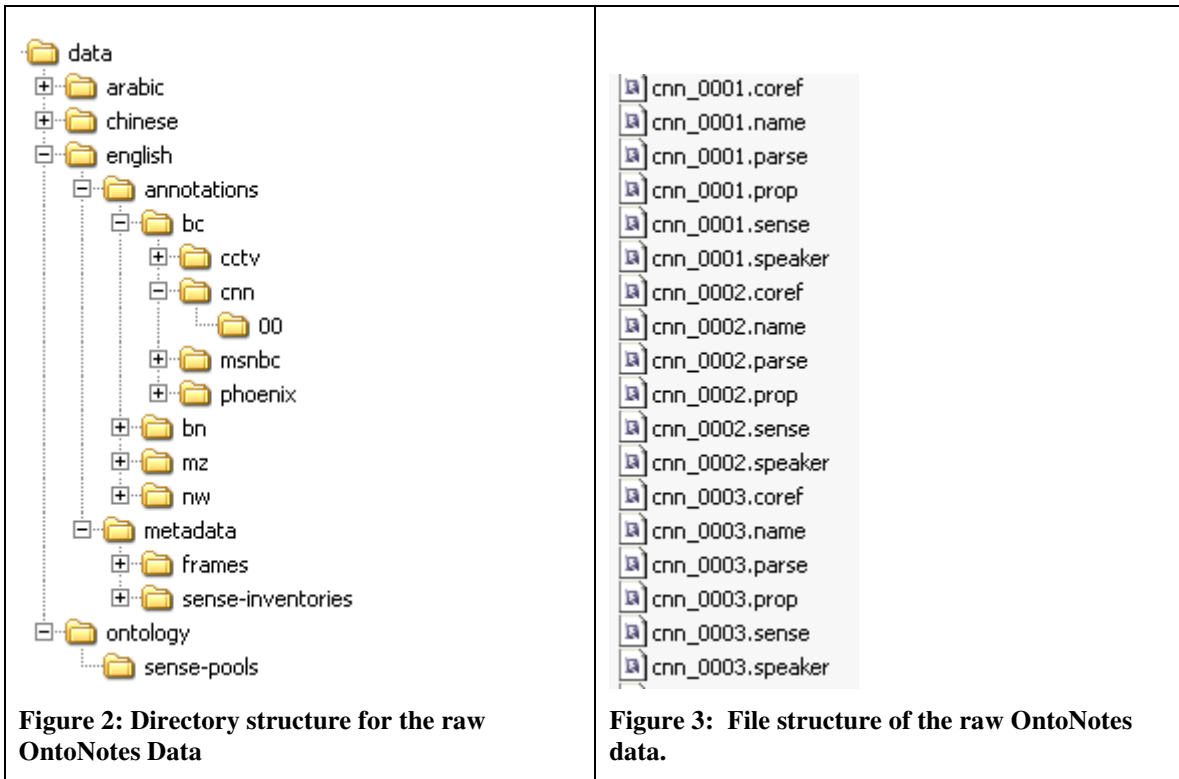 data
arabic
chinese
english
annotations
bc
cctv
cnn
00
msnbc
phoenix
bn
mz
nw
metadata
frames
sense-inventories
ontology
sense-pools
Figure 2: Directory structure for the raw
OntoNotes Data
cnn_0001.coref
cnn_0001.name
cnn_0001.parse
cnn_0001.prop
cnn_0001.sense
cnn_0001.speaker
cnn_0002.coref
cnn_0002.name
cnn_0002.parse
cnn_0002.prop
cnn_0002.sense
cnn_0002.speaker
cnn_0003.coref
cnn_0003.name
cnn_0003.parse
cnn_0003.prop
cnn_0003.sense
cnn_0003.speaker
Figure 3: File structure of the raw OntoNotes
data.